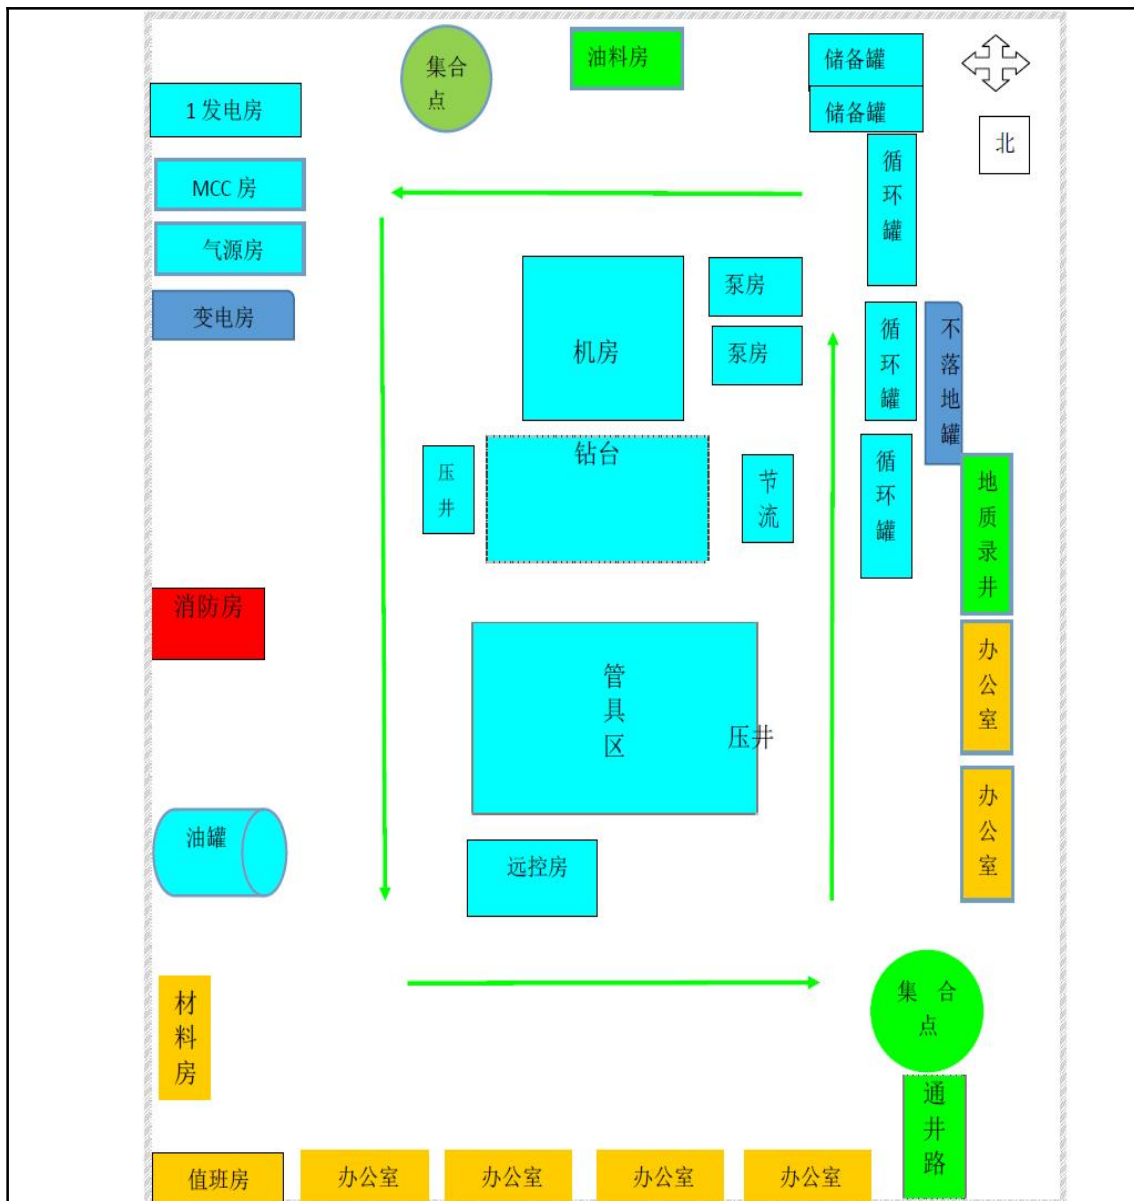 集合
点
油料房
储备罐
储备罐
1 发电房
北
循
环
罐
MCC 房
气源房
变电房
泵房
泵房
机房
循
环
罐
不
落
地
罐
钻台
压
井
节
流
循
环
罐
地
质
录
井
消防房
管
具
区
压井
办
公
室
办
公
室
油罐
远控房
材
料
房
集 合
点
通
井
路
值班房
办公室
办公室
办公室
办公室